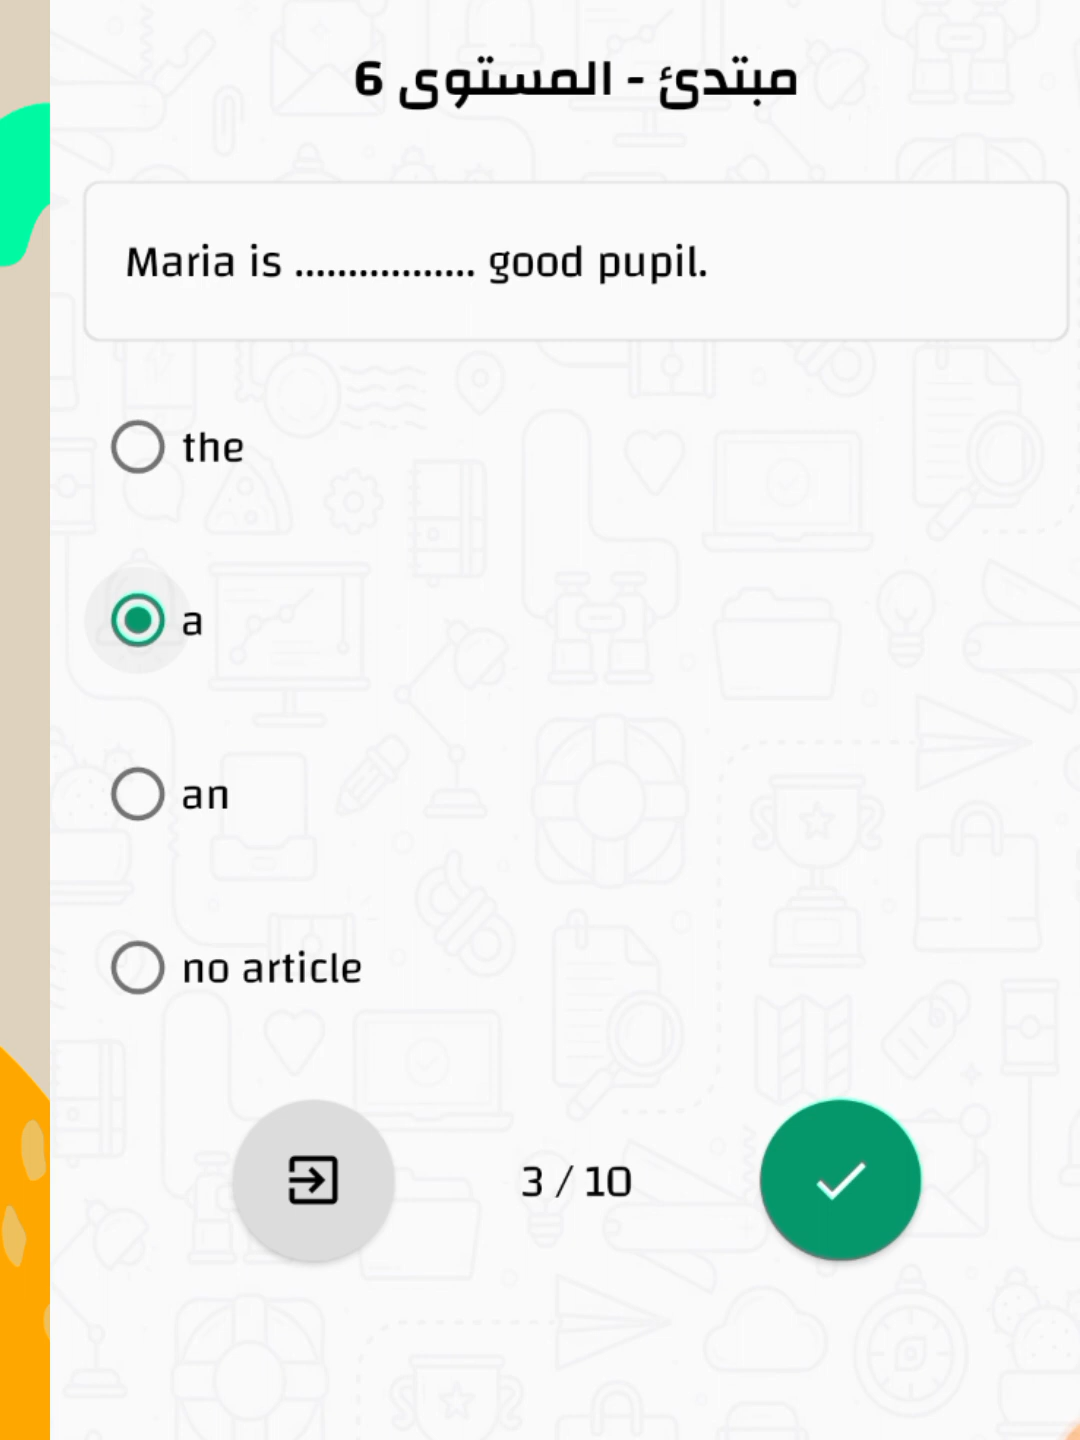 مبتدئ - المستوى 6
Maria is ................. good pupil.
the
a
an
no article
3 / 10